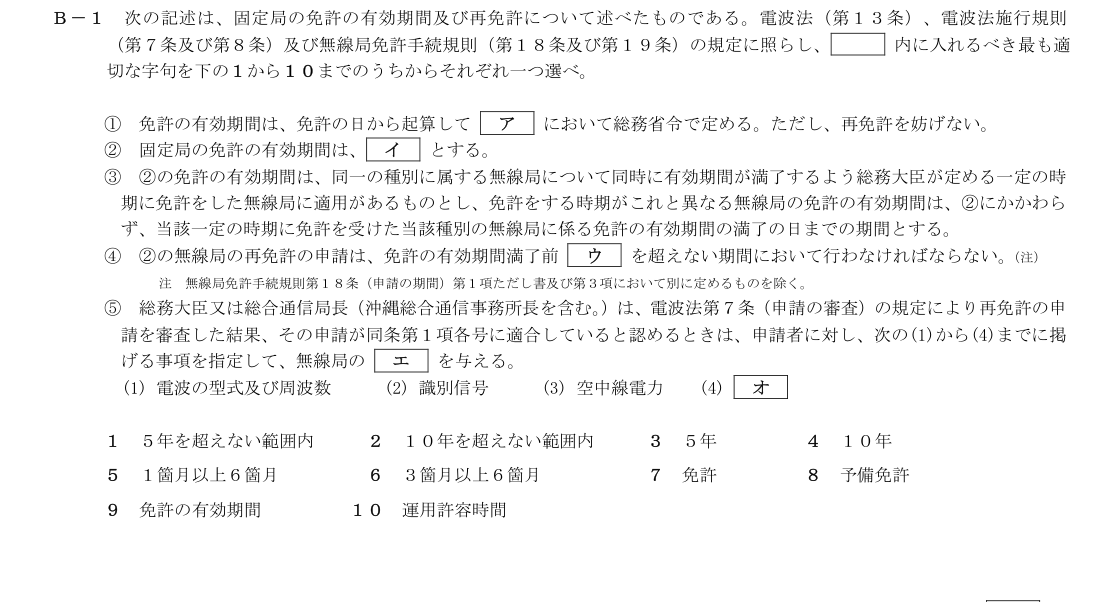 Ｂ－１　次の記述は、固定局の免許の有効期間及び再免許について述べたものである。電波法（第１３条）、電波法施行規則
（第７条及び第８条）及び無線局免許手続規則（第１８条及び第１９条）の規定に照らし、　　　内に入れるべき最も適
切な字句を下の１から１０までのうちからそれぞれ一つ選べ。
①　免許の有効期間は、免許の日から起算して　ア　において総務省令で定める。ただし、再免許を妨げない。
②　固定局の免許の有効期間は、　イ　とする。
③　②の免許の有効期間は、同一の種別に属する無線局について同時に有効期間が満了するよう総務大臣が定める一定の時
期に免許をした無線局に適用があるものとし、免許をする時期がこれと異なる無線局の免許の有効期間は、②にかかわら
ず、当該一定の時期に免許を受けた当該種別の無線局に係る免許の有効期間の満了の日までの期間とする。
④　②の無線局の再免許の申請は、免許の有効期間満了前　ウ　を超えない期間において行わなければならない。（注）
注　無線局免許手続規則第１８条（申請の期間）第１項ただし書及び第３項において別に定めるものを除く。
⑤　総務大臣又は総合通信局長（沖縄総合通信事務所長を含む。）は、電波法第７条（申請の審査）の規定により再免許の申
請を審査した結果、その申請が同条第１項各号に適合していると認めるときは、申請者に対し、次の(1)から(4)までに掲
げる事項を指定して、無線局の　エ　を与える。
(1)　電波の型式及び周波数　(2)　識別信号　(3)　空中線電力　(4)　オ
１　５年を超えない範囲内　２　１０年を超えない範囲内　３　５年　４　１０年
５　１箇月以上６箇月　６　３箇月以上６箇月　７　免許　８　予備免許
９　免許の有効期間　１０　運用許容時間